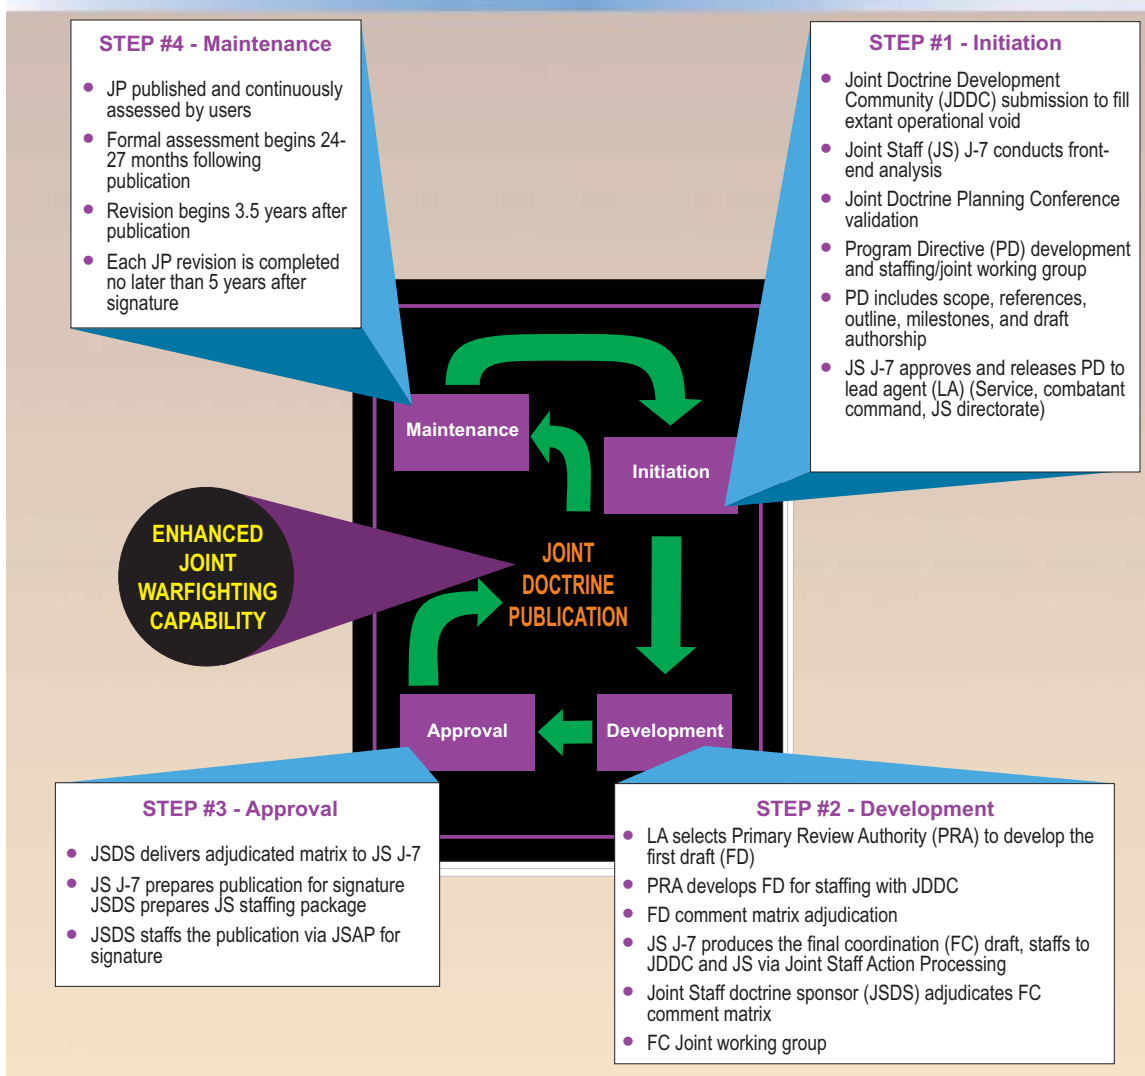 STEP #4 - Maintenance
• JP published and continuously
assessed by users
• Formal assessment begins 24-
27 months following
publication
• Revision begins 3.5 years after
publication
• Each JP revision is completed
no later than 5 years after
signature
STEP #1 - Initiation
• Joint Doctrine Development
Community (JDDC) submission to fill
extant operational void
• Joint Staff (JS) J-7 conducts front-
end analysis
• Joint Doctrine Planning Conference
validation
• Program Directive (PD) development
and staffing/joint working group
• PD includes scope, references,
outline, milestones, and draft
authorship
• JS J-7 approves and releases PD to
lead agent (LA) (Service, combatant
command, JS directorate)
Maintenance
Initiation
ENHANCED
JOINT
WARFIGHTING
CAPABILITY
JOINT
DOCTRINE
PUBLICATION
Approval
Development
STEP #3 - Approval
• JSDS delivers adjudicated matrix to JS J-7
• JS J-7 prepares publication for signature
JSDS prepares JS staffing package
• JSDS staffs the publication via JSAP for
signature
STEP #2 - Development
• LA selects Primary Review Authority (PRA) to develop the
first draft (FD)
• PRA develops FD for staffing with JDDC
• FD comment matrix adjudication
• JS J-7 produces the final coordination (FC) draft, staffs to
JDDC and JS via Joint Staff Action Processing
• Joint Staff doctrine sponsor (JSDS) adjudicates FC
comment matrix
• FC Joint working group